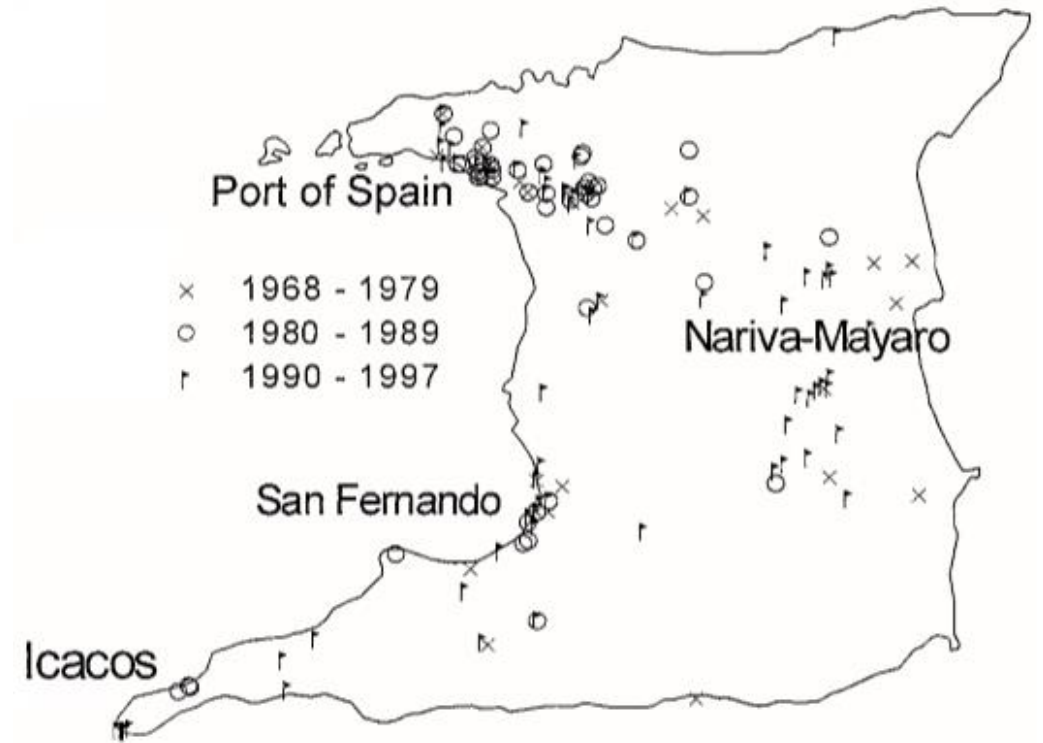 Port of Spain
1968 - 1979
1980 - 1989
1990 - 1997
Nariva-Mayaro
San Fernando
Icacos